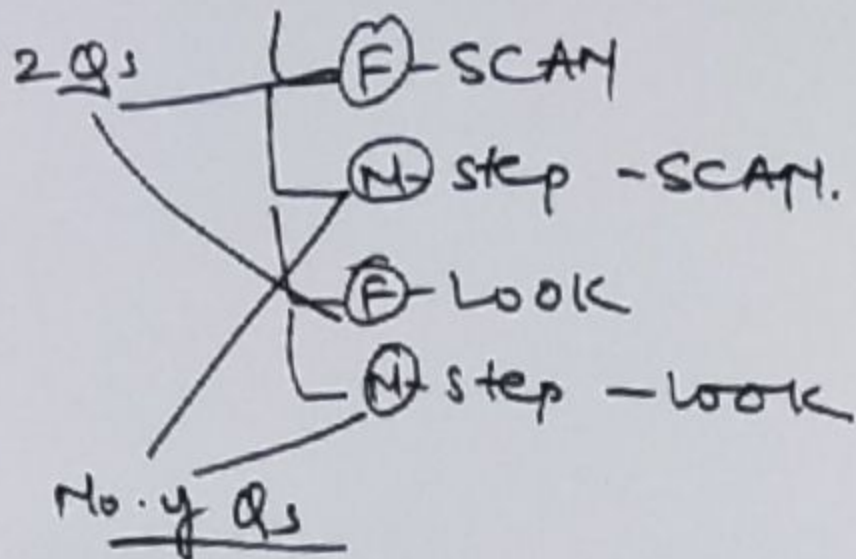 2 Qs
F - SCAN
N - step - SCAN.
F - LOOK
N - step - LOOK
No. of Qs